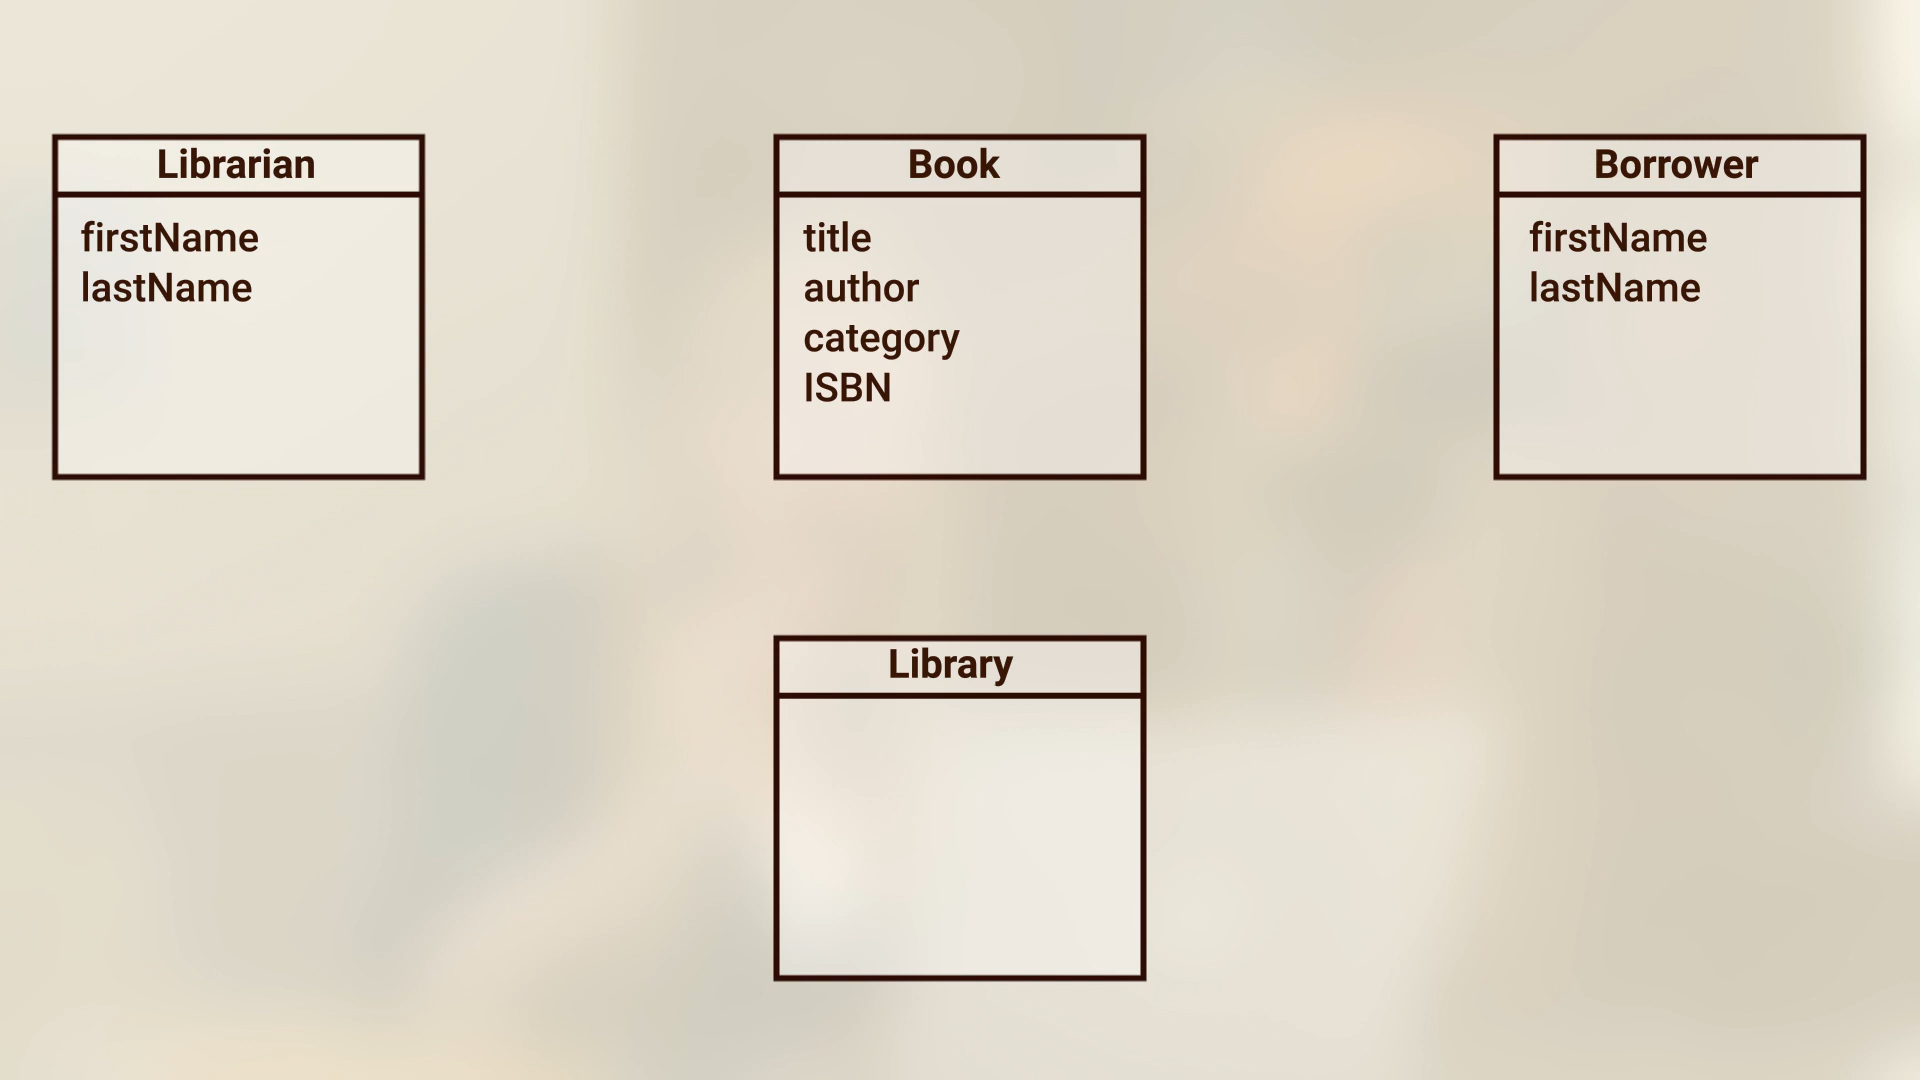 Librarian
firstName
lastName
Book
title
author
category
ISBN
Borrower
firstName
lastName
Library